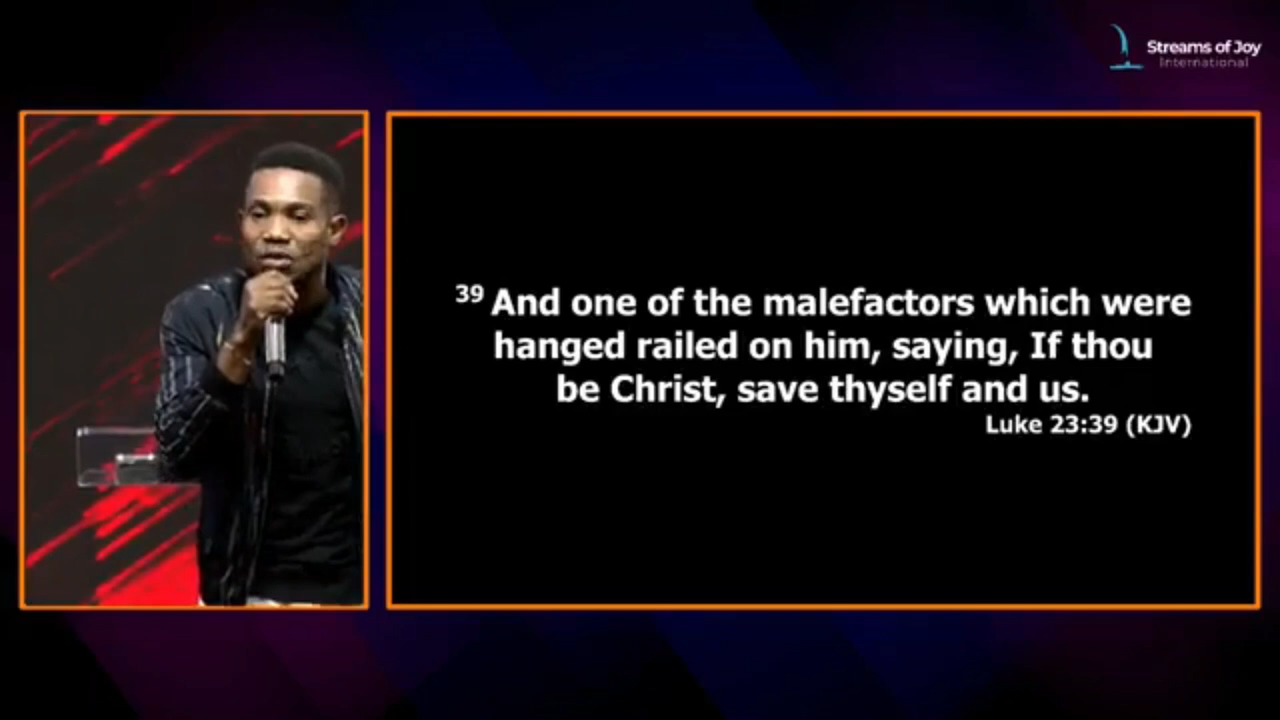 Streams of Joy
International
39 And one of the malefactors which were
hanged railed on him, saying, If thou
be Christ, save thyself and us.
Luke 23:39 (KJV)